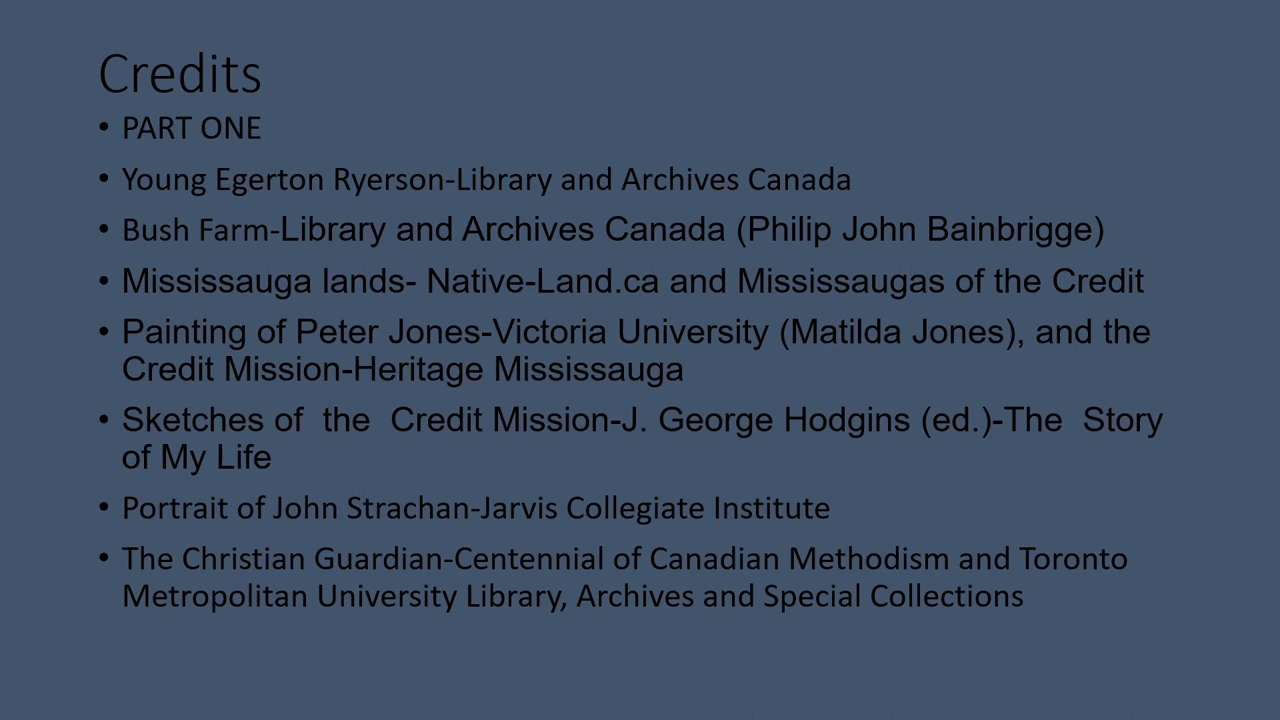 Credits
• PART ONE
• Young Egerton Ryerson-Library and Archives Canada
• Bush Farm-Library and Archives Canada (Philip John Bainbrigge)
• Mississauga lands- Native-Land.ca and Mississaugas of the Credit
• Painting of Peter Jones-Victoria University (Matilda Jones), and the
Credit Mission-Heritage Mississauga
• Sketches of  the  Credit Mission-J. George Hodgins (ed.)-The  Story
of My Life
• Portrait of John Strachan-Jarvis Collegiate Institute
• The Christian Guardian-Centennial of Canadian Methodism and Toronto
Metropolitan University Library, Archives and Special Collections